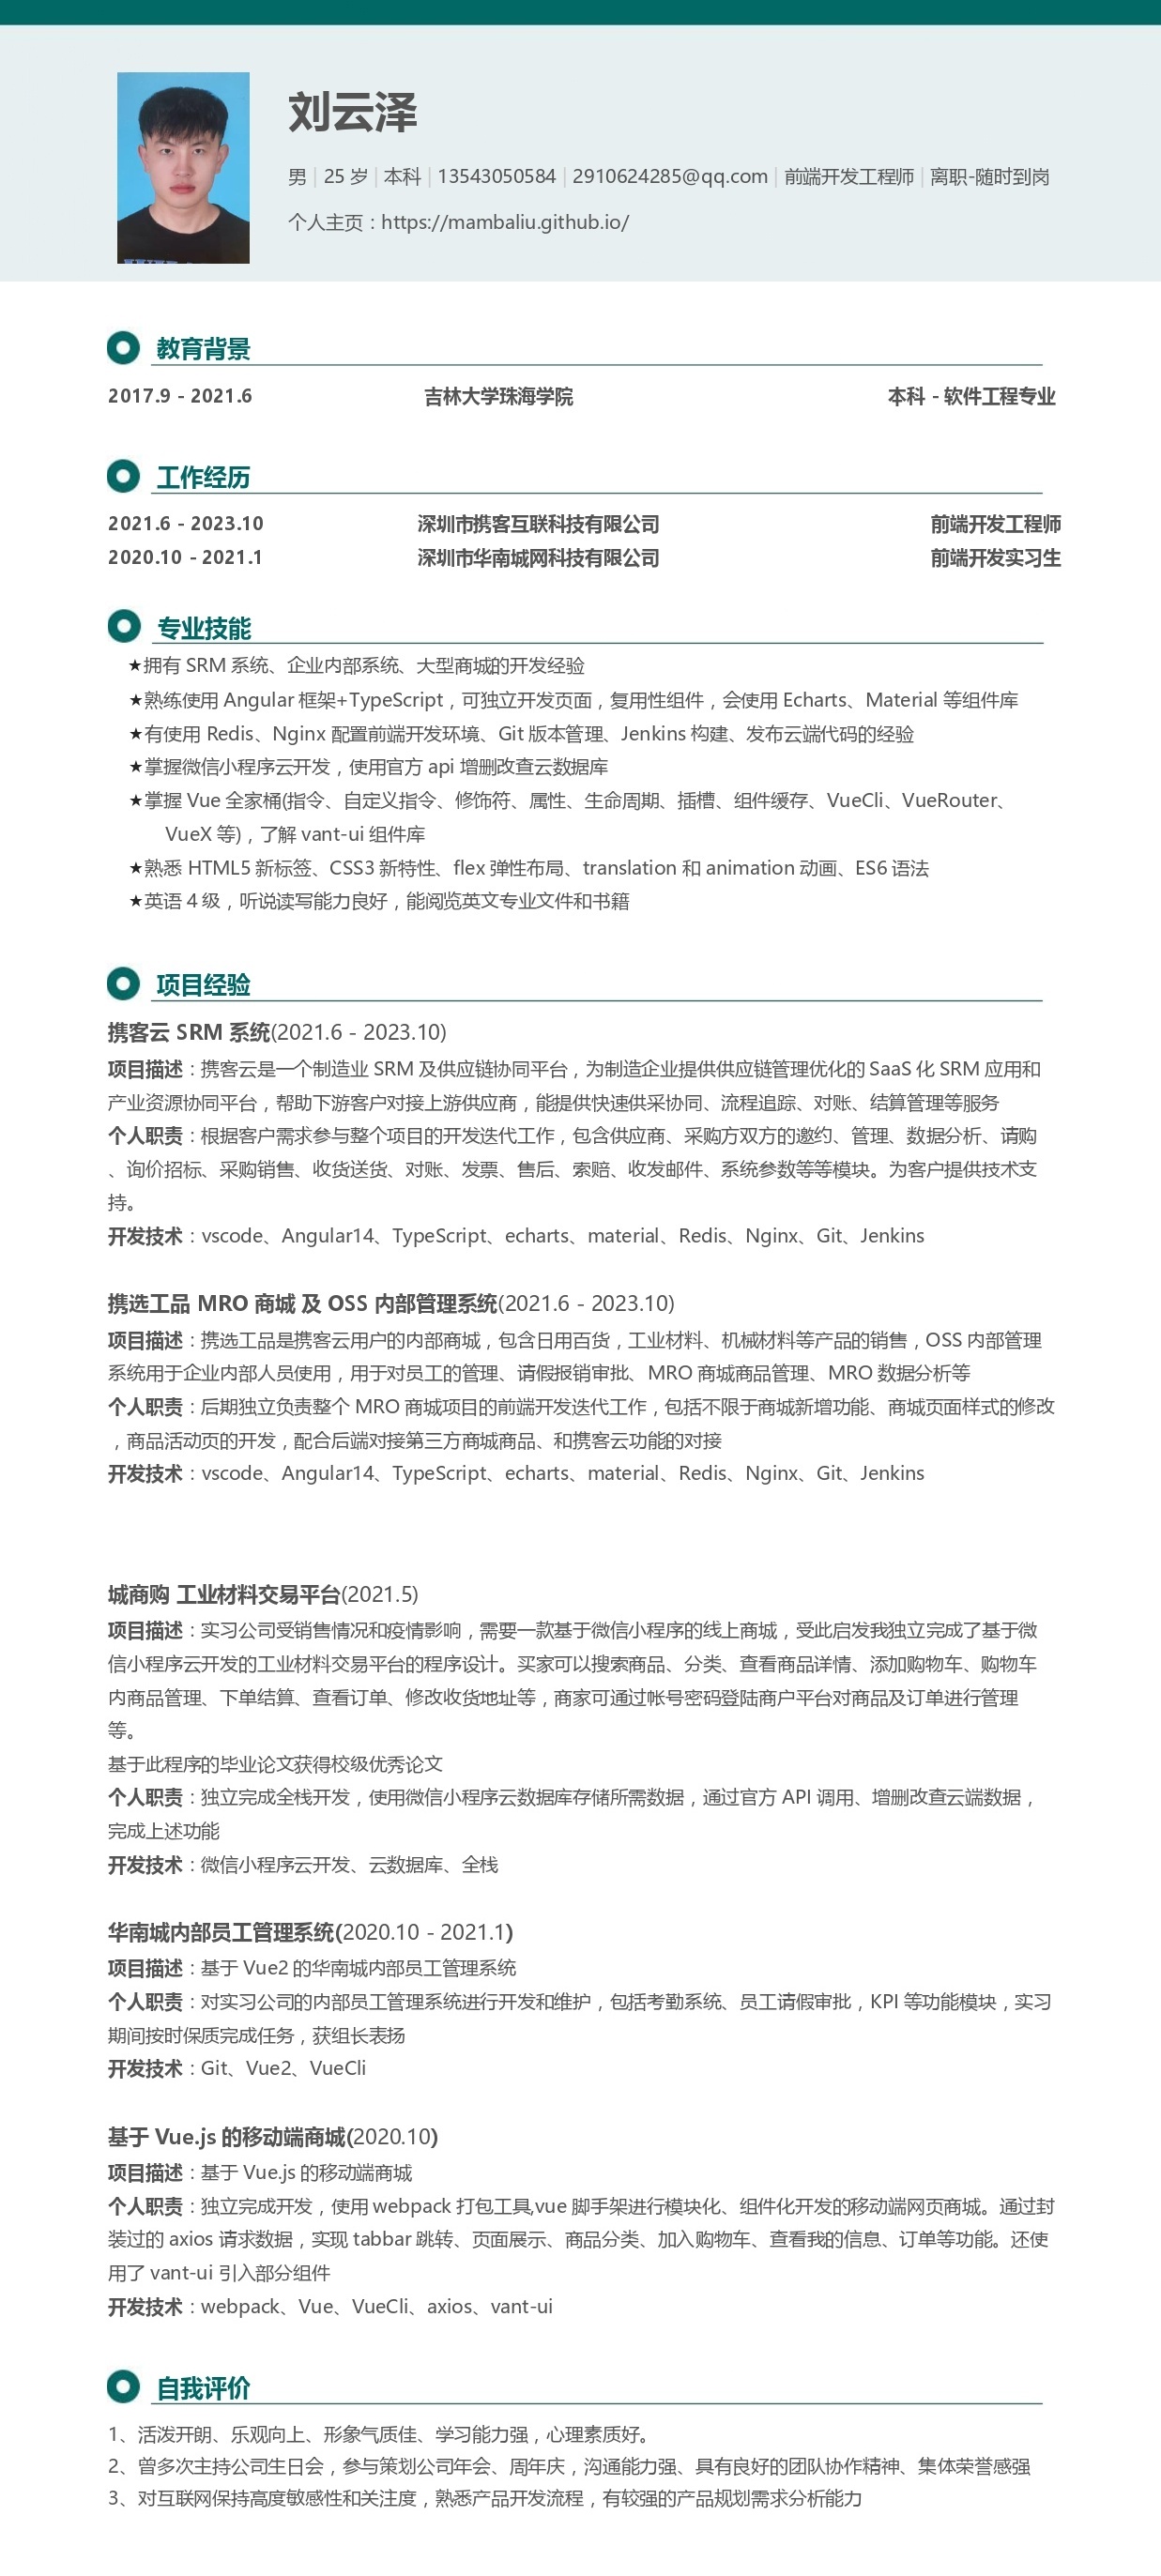 刘云泽
男 | 25 岁 | 本科 | 13543050584 | 2910624285@qq.com | 前端开发工程师 | 离职-随时到岗
个人主页：https://mambaliu.github.io/
教育背景
2017.9 - 2021.6 吉林大学珠海学院 本科 - 软件工程专业
工作经历
2021.6 - 2023.10 深圳市携客互联科技有限公司 前端开发工程师
2020.10 - 2021.1 深圳市华南城网科技有限公司 前端开发实习生
专业技能
★拥有 SRM 系统、企业内部系统、大型商城的开发经验
★熟练使用 Angular 框架+TypeScript，可独立开发页面，复用性组件，会使用 Echarts、Material 等组件库
★有使用 Redis、Nginx 配置前端开发环境、Git 版本管理、Jenkins 构建、发布云端代码的经验
★掌握微信小程序云开发，使用官方 api 增删改查云数据库
★掌握 Vue 全家桶(指令、自定义指令、修饰符、属性、生命周期、插槽、组件缓存、VueCli、VueRouter、
VueX 等)，了解 vant-ui 组件库
★熟悉 HTML5 新标签、CSS3 新特性、flex 弹性布局、translation 和 animation 动画、ES6 语法
★英语 4 级，听说读写能力良好，能阅览英文专业文件和书籍
项目经验
携客云 SRM 系统(2021.6 - 2023.10)
项目描述：携客云是一个制造业 SRM 及供应链协同平台，为制造企业提供供应链管理优化的 SaaS 化 SRM 应用和
产业资源协同平台，帮助下游客户对接上游供应商，能提供快速供采协同、流程追踪、对账、结算管理等服务
个人职责：根据客户需求参与整个项目的开发迭代工作，包含供应商、采购方双方的邀约、管理、数据分析、请购
、询价招标、采购销售、收货送货、对账、发票、售后、索赔、收发邮件、系统参数等等模块。为客户提供技术支
持。
开发技术：vscode、Angular14、TypeScript、echarts、material、Redis、Nginx、Git、Jenkins
携选工品 MRO 商城 及 OSS 内部管理系统(2021.6 - 2023.10)
项目描述：携选工品是携客云用户的内部商城，包含日用百货，工业材料、机械材料等产品的销售，OSS 内部管理
系统用于企业内部人员使用，用于对员工的管理、请假报销审批、MRO 商城商品管理、MRO 数据分析等
个人职责：后期独立负责整个 MRO 商城项目的前端开发迭代工作，包括不限于商城新增功能、商城页面样式的修改
，商品活动页的开发，配合后端对接第三方商城商品、和携客云功能的对接
开发技术：vscode、Angular14、TypeScript、echarts、material、Redis、Nginx、Git、Jenkins
城商购 工业材料交易平台(2021.5)
项目描述：实习公司受销售情况和疫情影响，需要一款基于微信小程序的线上商城，受此启发我独立完成了基于微
信小程序云开发的工业材料交易平台的程序设计。买家可以搜索商品、分类、查看商品详情、添加购物车、购物车
内商品管理、下单结算、查看订单、修改收货地址等，商家可通过帐号密码登陆商户平台对商品及订单进行管理
等。
基于此程序的毕业论文获得校级优秀论文
个人职责：独立完成全栈开发，使用微信小程序云数据库存储所需数据，通过官方 API 调用、增删改查云端数据，
完成上述功能
开发技术：微信小程序云开发、云数据库、全栈
华南城内部员工管理系统(2020.10 - 2021.1)
项目描述：基于 Vue2 的华南城内部员工管理系统
个人职责：对实习公司的内部员工管理系统进行开发和维护，包括考勤系统、员工请假审批，KPI 等功能模块，实习
期间按时保质完成任务，获组长表扬
开发技术：Git、Vue2、VueCli
基于 Vue.js 的移动端商城(2020.10)
项目描述：基于 Vue.js 的移动端商城
个人职责：独立完成开发，使用 webpack 打包工具,vue 脚手架进行模块化、组件化开发的移动端网页商城。通过封
装过的 axios 请求数据，实现 tabbar 跳转、页面展示、商品分类、加入购物车、查看我的信息、订单等功能。还使
用了 vant-ui 引入部分组件
开发技术：webpack、Vue、VueCli、axios、vant-ui
自我评价
1、活泼开朗、乐观向上、形象气质佳、学习能力强，心理素质好。
2、曾多次主持公司生日会，参与策划公司年会、周年庆，沟通能力强、具有良好的团队协作精神、集体荣誉感强
3、对互联网保持高度敏感性和关注度，熟悉产品开发流程，有较强的产品规划需求分析能力